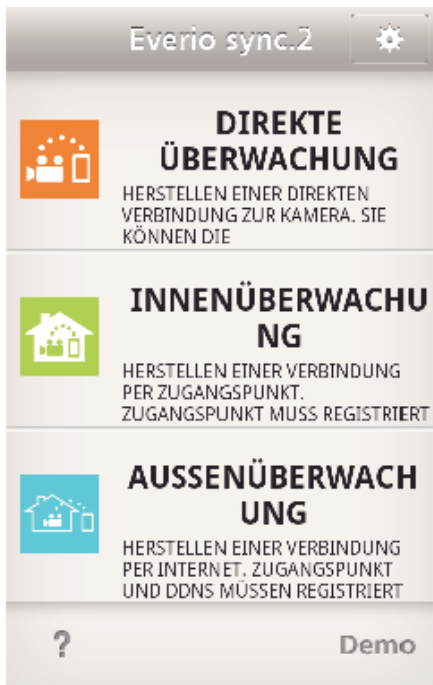 Everio sync.2
DIREKTE
ÜBERWACHUNG
HERSTELLEN EINER DIREKTEN
VERBINDUNG ZUR KAMERA. SIE
KÖNNEN DIE
INNENÜBERWACHU
NG
HERSTELLEN EINER VERBINDUNG
PER ZUGANGSPUNKT.
ZUGANGSPUNKT MUSS REGISTRIERT
AUSSENÜBERWACH
UNG
HERSTELLEN EINER VERBINDUNG
PER INTERNET. ZUGANGSPUNKT
UND DDNS MÜSSEN REGISTRIERT
? Demo